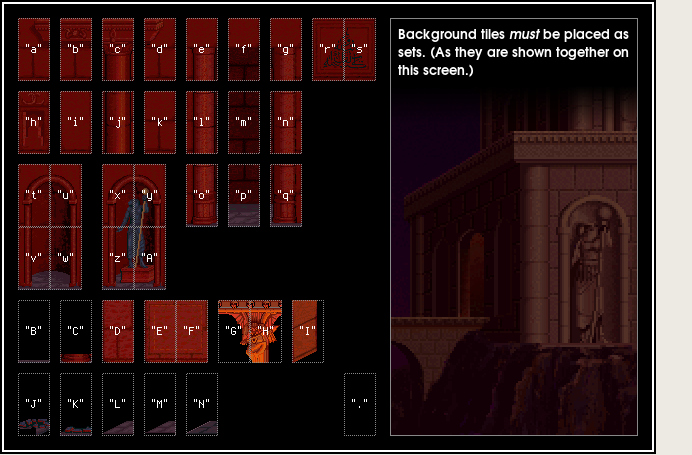 "a" "b" "c" "d" "e" "f" "g" "r" "s"
"h" "i" "j" "k" "l" "m" "n"
"t" "u" "x" "y" "o" "p" "q"
"v" "w" "z" "A"
"B" "C" "D" "E" "F" "G" "H" "I"
"J" "K" "L" "M" "N" "."
Background tiles must be placed as
sets. (As they are shown together on
this screen.)